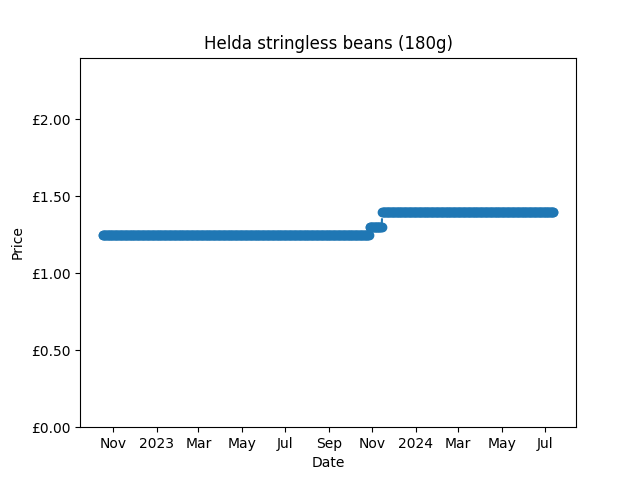 Helda stringless beans (180g)
£2.00
£1.50
£1.00
£0.50
£0.00
Price
Nov 2023 Mar May Jul Sep Nov 2024 Mar May Jul
Date